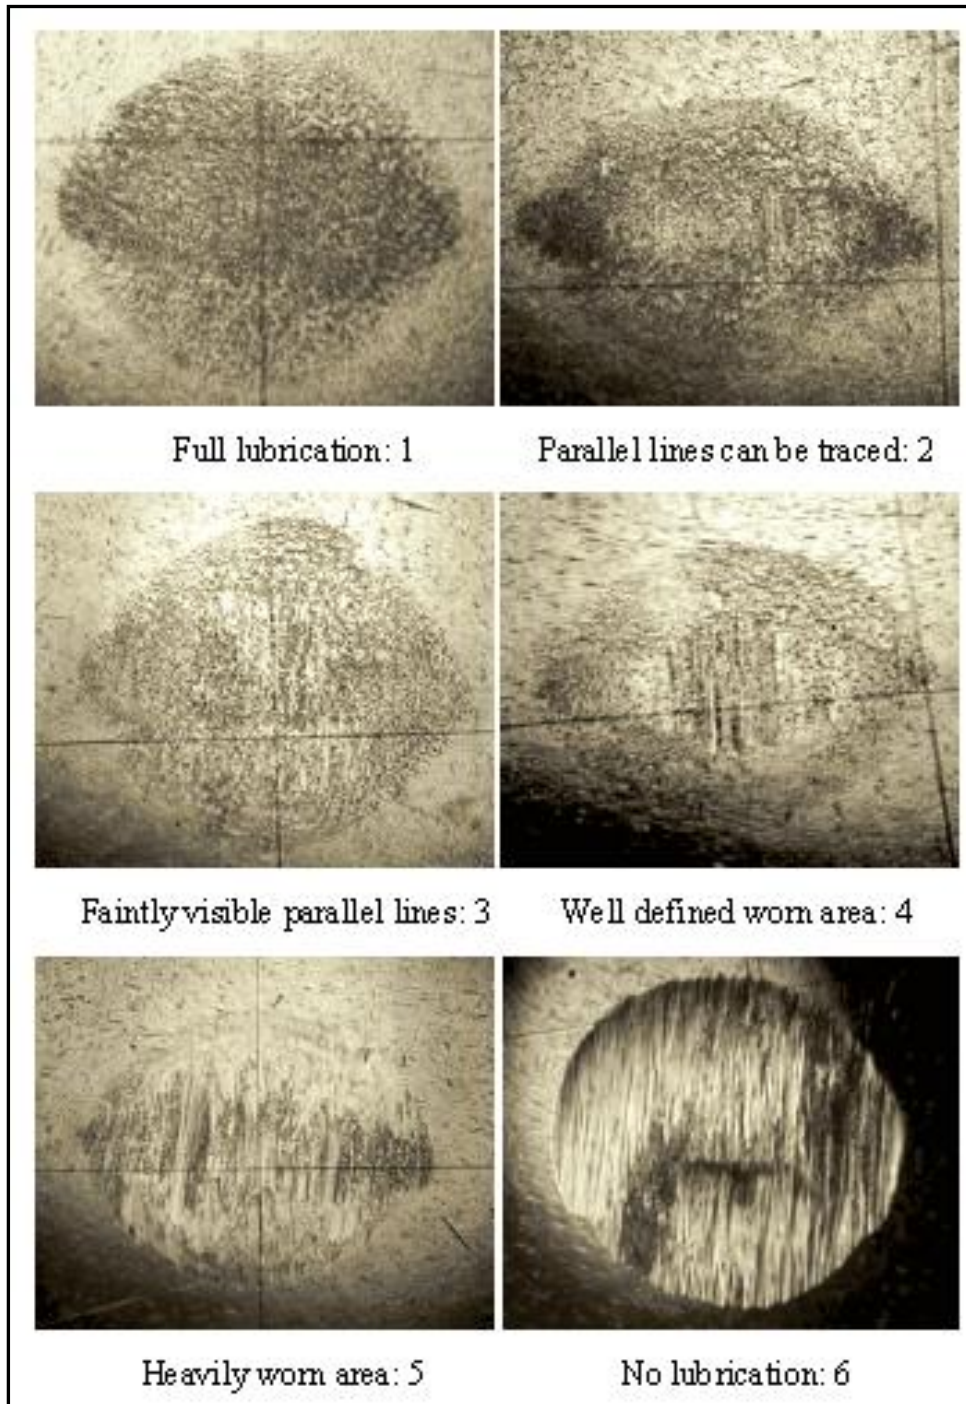 Full lubrication: 1
Parallel lines can be traced: 2
Faintly visible parallel lines: 3
Well defined worn area: 4
Heavily worn area: 5
No lubrication: 6